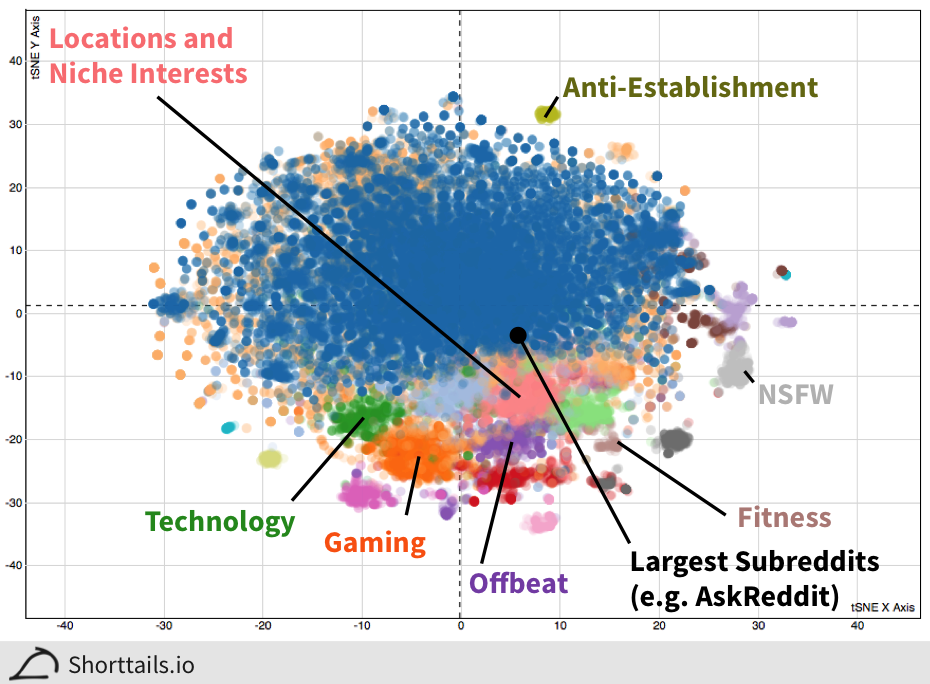 tSNE Y Axis
Locations and
Niche Interests
Anti-Establishment
40
30
20
10
0
-10
-20
-30
-40
NSFW
Technology
Gaming
Offbeat
Fitness
Largest Subreddits
(e.g. AskReddit)
tSNE X Axis
-40
-30
-20
-10
0
10
20
30
40
Shorttails.io